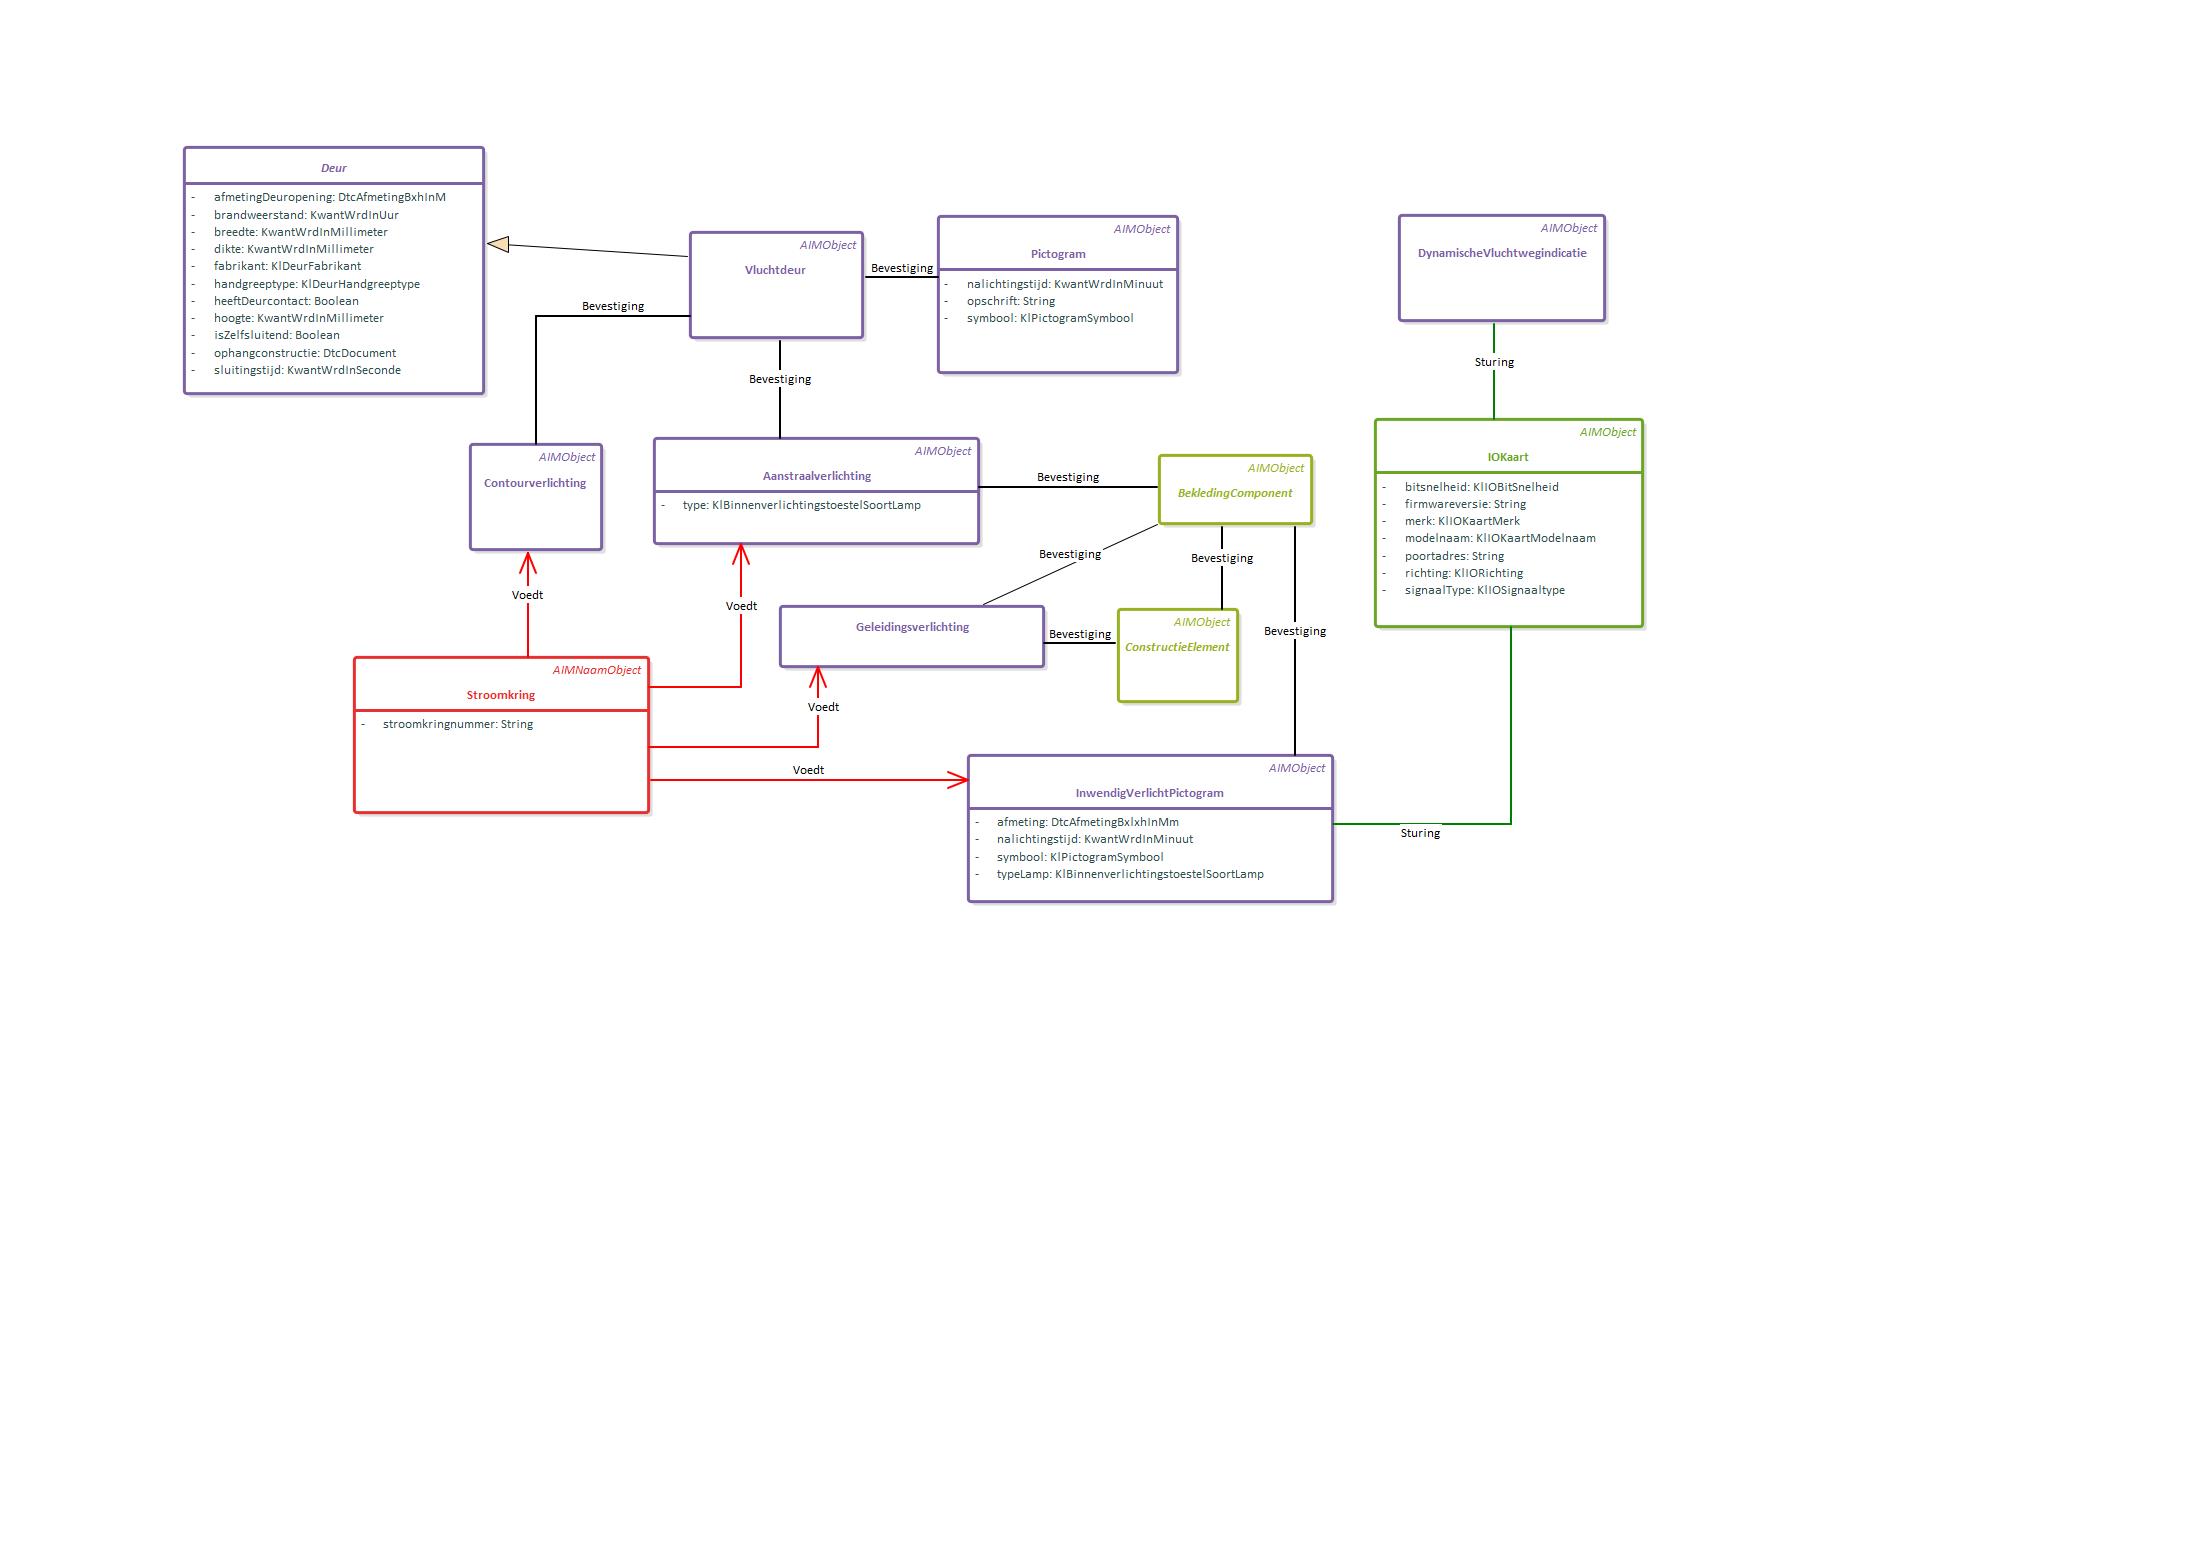 Deur
- afmetingDeuropening: DtcAfmetingBxhInM
- brandweerstand: KwantWrdInUur
- breedte: KwantWrdInMillimeter
- dikte: KwantWrdInMillimeter
- fabrikant: KlDeurFabrikant
- handgreeptype: KlDeurHandgreeptype
- heeftDeurcontact: Boolean
- hoogte: KwantWrdInMillimeter
- isZelfsluitend: Boolean
- ophangconstructie: DtcDocument
- sluitingstijd: KwantWrdInSeconde
AIMObject
Vluchtdeur
Bevestiging
AIMObject
Pictogram
- nalichtingstijd: KwantWrdInMinuut
- opschrift: String
- symbool: KlPictogramSymbool
AIMObject
DynamischeVluchtwegindicatie
Bevestiging
Bevestiging
Sturing
AIMObject
Contourverlichting
AIMObject
Aanstraalverlichting
- type: KlBinnenverlichtingstoestelSoortLamp
Bevestiging
AIMObject
BekledingComponent
AIMObject
IOKaart
- bitsnelheid: KlIOBitSnelheid
- firmwareversie: String
- merk: KlIOKaartMerk
- modelnaam: KlIOKaartModelnaam
- poortadres: String
- richting: KlIORichting
- signaalType: KlIOSignaaltype
Bevestiging
Bevestiging
Voedt
Voedt
Geleidingsverlichting
Bevestiging
AIMObject
ConstructieElement
Bevestiging
AIMNaamObject
Stroomkring
- stroomkringnummer: String
Voedt
Voedt
AIMObject
InwendigVerlichtPictogram
- afmeting: DtcAfmetingBxlxhInMm
- nalichtingstijd: KwantWrdInMinuut
- symbool: KlPictogramSymbool
- typeLamp: KlBinnenverlichtingstoestelSoortLamp
Sturing